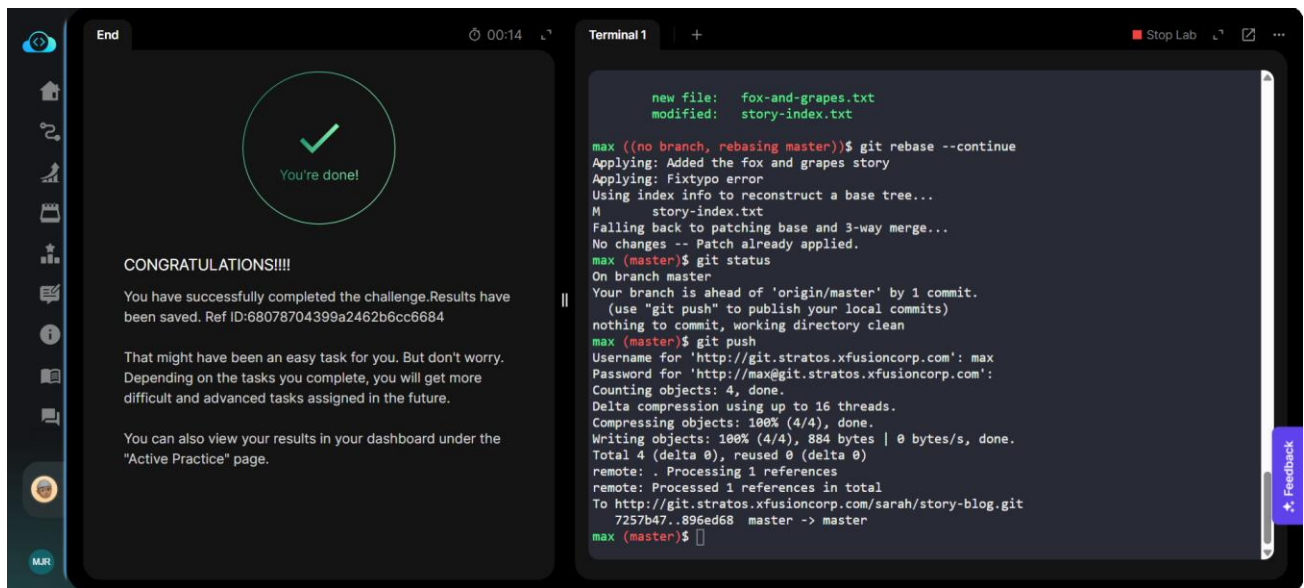 End
00:14
You're done!
CONGRATULATIONS!!!!
You have successfully completed the challenge.Results have
been saved. Ref ID:68078704399a2462b6cc6684
That might have been an easy task for you. But don't worry.
Depending on the tasks you complete, you will get more
difficult and advanced tasks assigned in the future.
You can also view your results in your dashboard under the
"Active Practice" page.
MJR
Terminal 1 +
Stop Lab
new file:   fox-and-grapes.txt
modified:   story-index.txt
max ((no branch, rebasing master))$ git rebase --continue
Applying: Added the fox and grapes story
Applying: Fixtypo error
Using index info to reconstruct a base tree...
M       story-index.txt
Falling back to patching base and 3-way merge...
No changes -- Patch already applied.
max (master)$ git status
On branch master
Your branch is ahead of 'origin/master' by 1 commit.
  (use "git push" to publish your local commits)
nothing to commit, working directory clean
max (master)$ git push
Username for 'http://git.stratos.xfusioncorp.com': max
Password for 'http://max@git.stratos.xfusioncorp.com':
Counting objects: 4, done.
Delta compression using up to 16 threads.
Compressing objects: 100% (4/4), done.
Writing objects: 100% (4/4), 884 bytes | 0 bytes/s, done.
Total 4 (delta 0), reused 0 (delta 0)
remote: . Processing 1 references
remote: Processed 1 references in total
To http://git.stratos.xfusioncorp.com/sarah/story-blog.git
   7257b47..896ed68  master -> master
max (master)$
Feedback